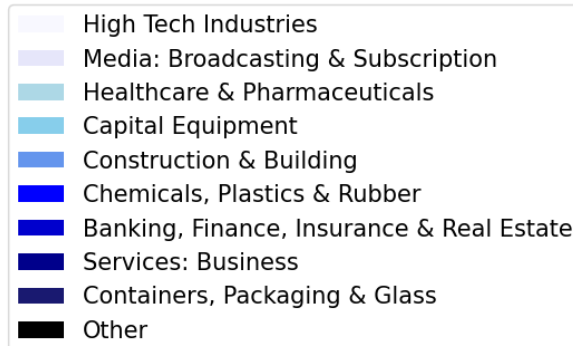 High Tech Industries
Media: Broadcasting & Subscription
Healthcare & Pharmaceuticals
Capital Equipment
Construction & Building
Chemicals, Plastics & Rubber
Banking, Finance, Insurance & Real Estate
Services: Business
Containers, Packaging & Glass
Other